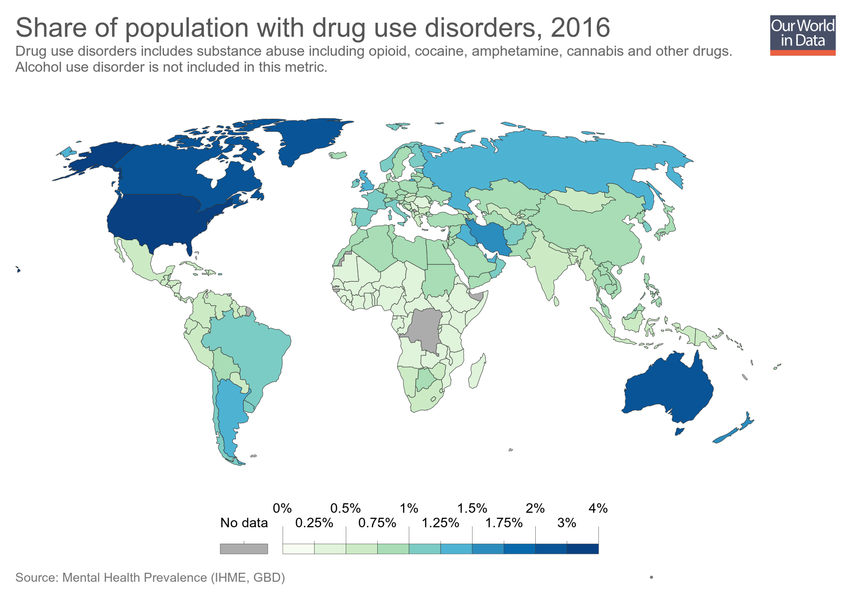 Share of population with drug use disorders, 2016
Our World
in Data
Drug use disorders includes substance abuse including opioid, cocaine, amphetamine, cannabis and other drugs.
Alcohol use disorder is not included in this metric.
0% 0.5% 1% 1.5% 2% 4%
No data 0.25% 0.75% 1.25% 1.75% 3%
Source: Mental Health Prevalence (IHME, GBD)